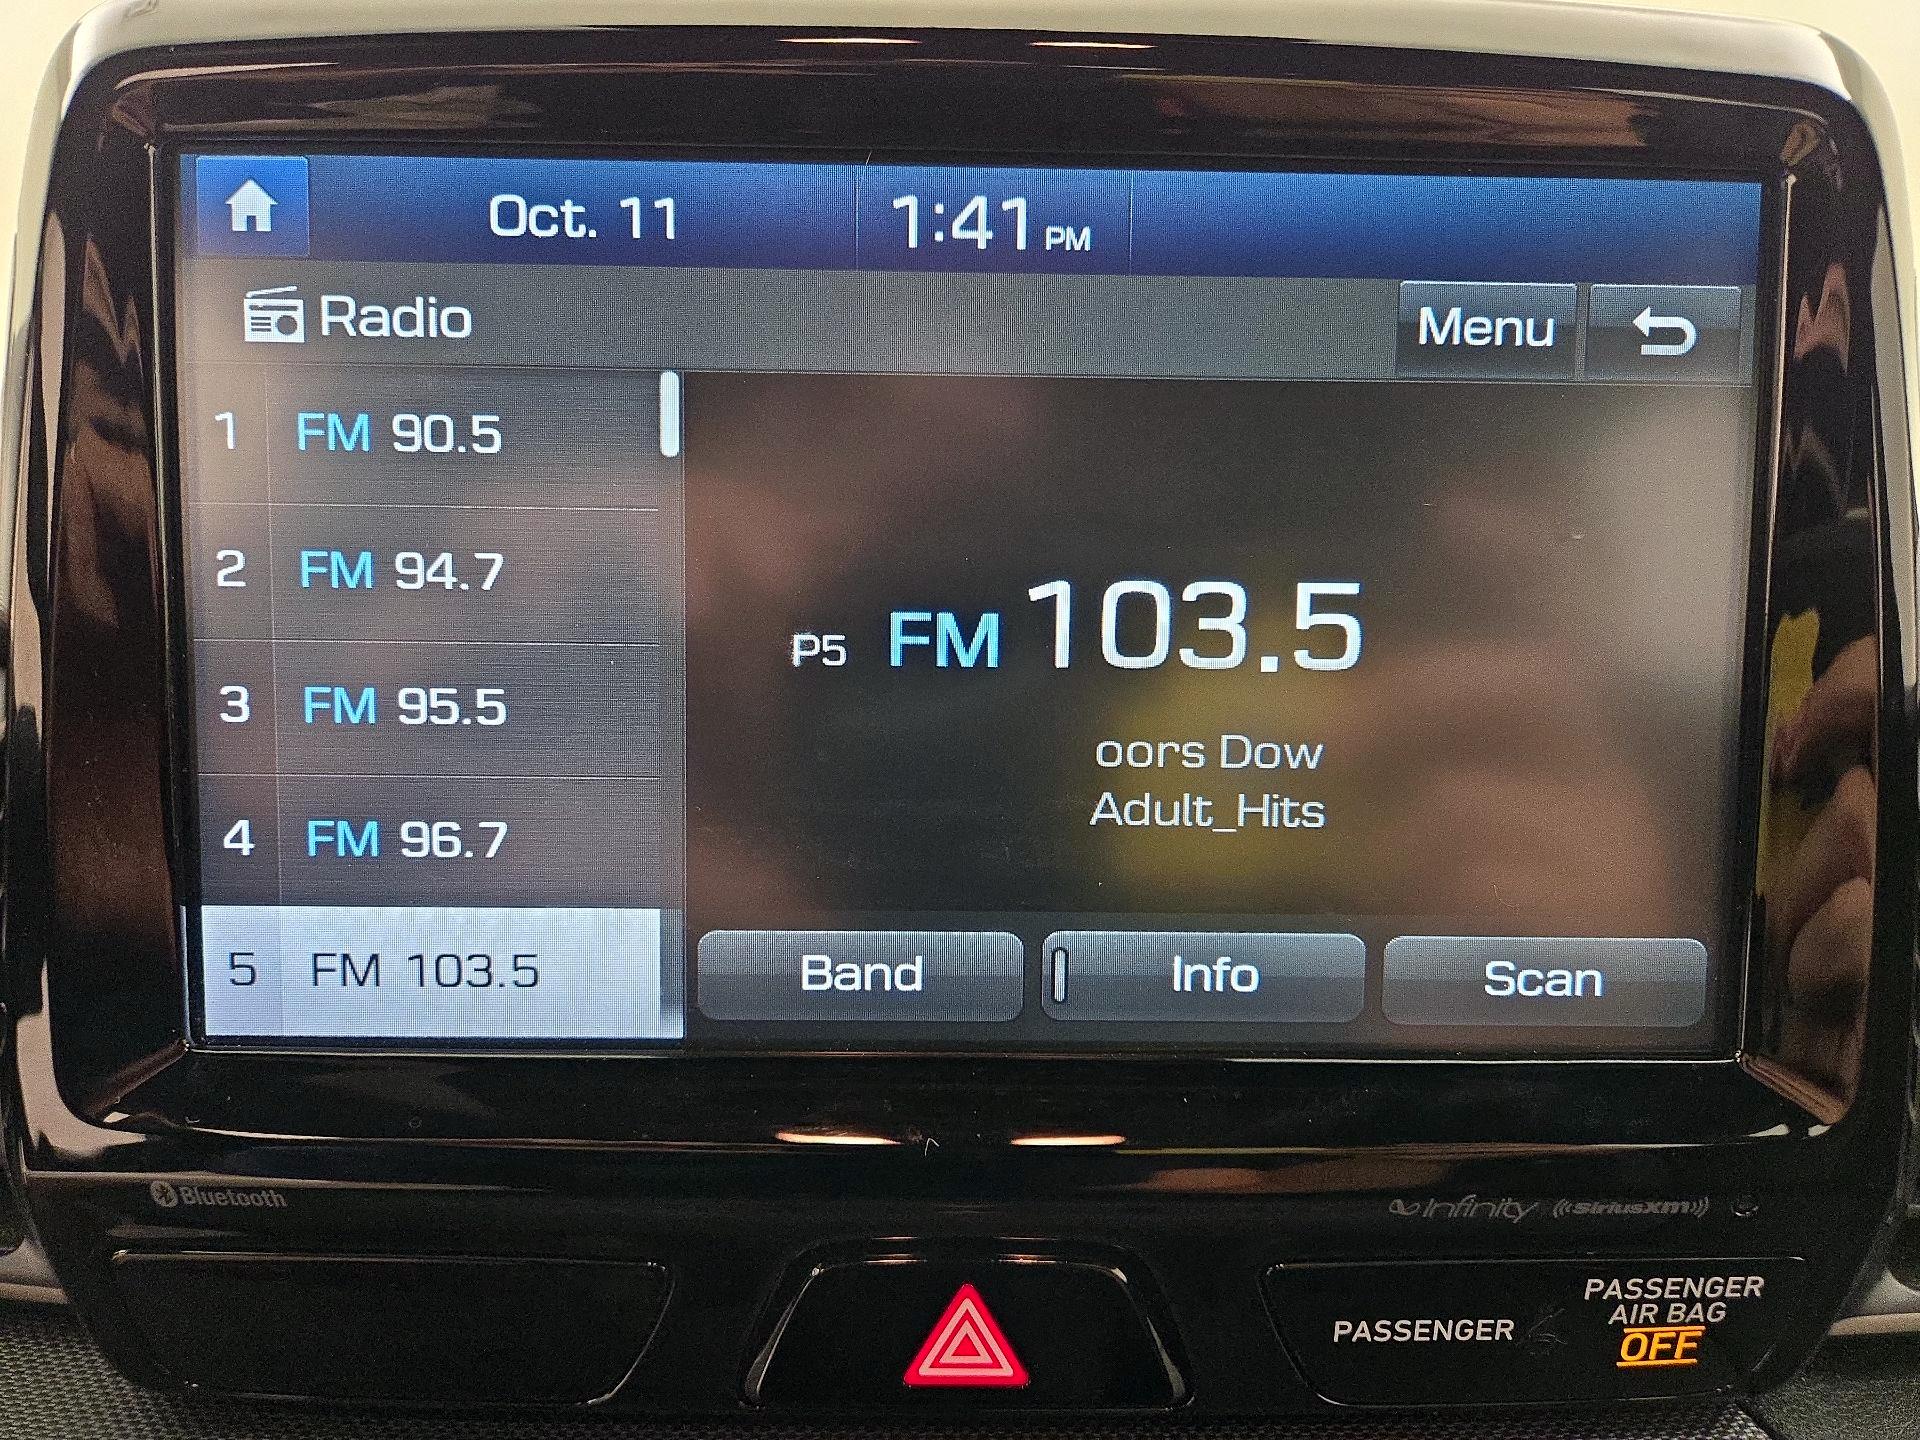 Oct. 11
1:41 PM
Radio
Menu
1 FM 90.5
2 FM 94.7
3 FM 95.5
4 FM 96.7
5 FM 103.5
P5 FM 103.5
oors Dow
Adult_Hits
Band
Info
Scan
Bluetooth
Infinity
((SiriusXM))
PASSENGER
PASSENGER
AIR BAG
OFF